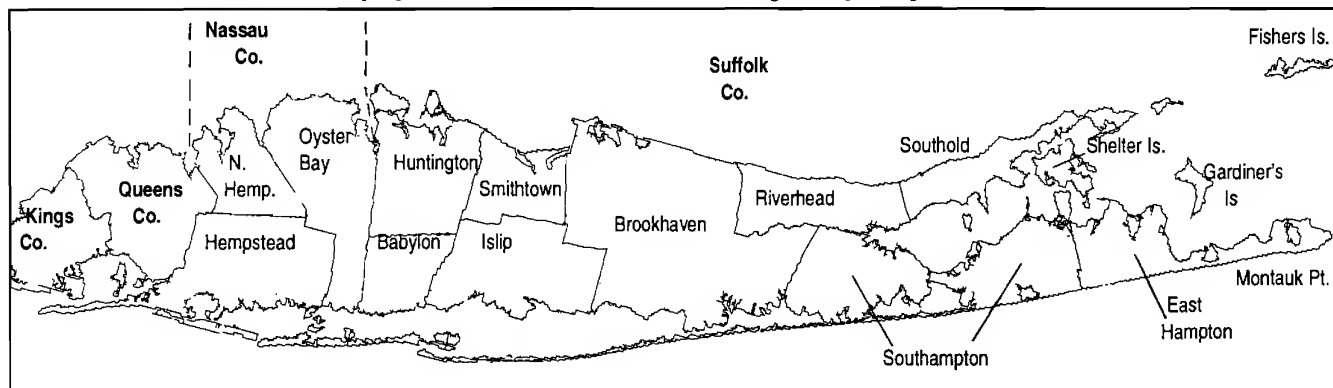 Nassau
Co.
Suffolk
Co.
Fishers Is.
Oyster
Bay
N.
Hemp.
Huntington
Smithtown
Southold
Shelter Is.
Gardiner's
Is
Queens
Co.
Kings
Co.
Riverhead
Brookhaven
Hempstead
Babylon
Islip
Montauk Pt.
East
Hampton
Southampton